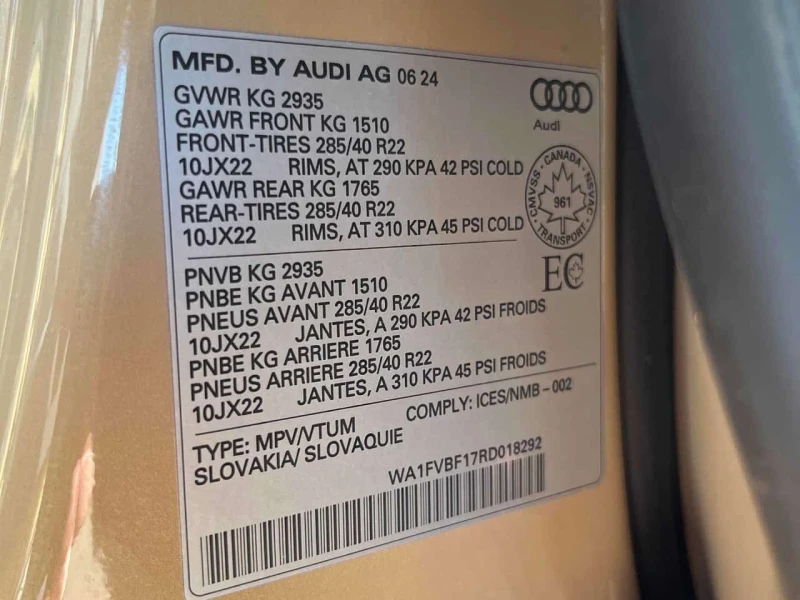 MFD. BY AUDI AG 06 24
GVWR KG 2935
GAWR FRONT KG 1510
FRONT-TIRES 285/40 R22
10JX22 RIMS, AT 290 KPA 42 PSI COLD
GAWR REAR KG 1765
REAR-TIRES 285/40 R22
10JX22 RIMS, AT 310 KPA 45 PSI COLD
Audi
CMVSS · CANADA · NSVAC · TRANSPORT ·
961
PNVB KG 2935
PNBE KG AVANT 1510
PNEUS AVANT 285/40 R22
10JX22 JANTES, A 290 KPA 42 PSI FROIDS
PNBE KG ARRIERE 1765
PNEUS ARRIERE 285/40 R22
10JX22 JANTES, A 310 KPA 45 PSI FROIDS
EC
TYPE: MPV/VTUM COMPLY: ICES/NMB-002
SLOVAKIA/ SLOVAQUIE
WA1FVBF17RD018292